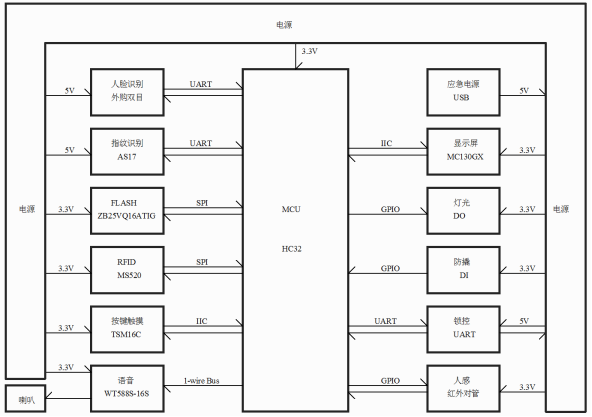 电源
3.3V
人脸识别
外购双目
5V
UART
应急电源
USB
5V
指纹识别
AS17
5V
UART
IIC
显示屏
MC130GX
3.3V
电源
FLASH
ZB25VQ16ATIG
3.3V
SPI
MCU
HC32
GPIO
灯光
DO
3.3V
电源
RFID
MS520
3.3V
SPI
GPIO
防撬
DI
3.3V
按键触摸
TSM16C
3.3V
IIC
UART
锁控
UART
5V
语音
WT588S-16S
3.3V
1-wire Bus
GPIO
人感
红外对管
3.3V
喇叭